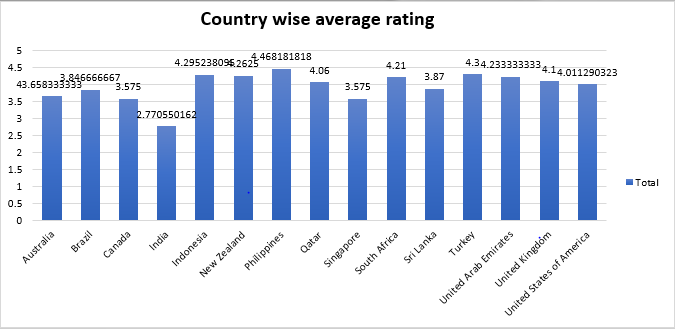 Country wise average rating
5
4.5
4
3.5
3
2.5
2
1.5
1
0.5
0
3.658333333
3.846666667
3.575
2.770550162
4.295238095
4.2625
4.468181818
4.06
3.575
4.21
3.87
4.3
4.233333333
4.1
4.011290323
Total
Australia
Brazil
Canada
India
Indonesia
New Zealand
Philippines
Qatar
Singapore
South Africa
Sri Lanka
Turkey
United Arab Emirates
United Kingdom
United States of America